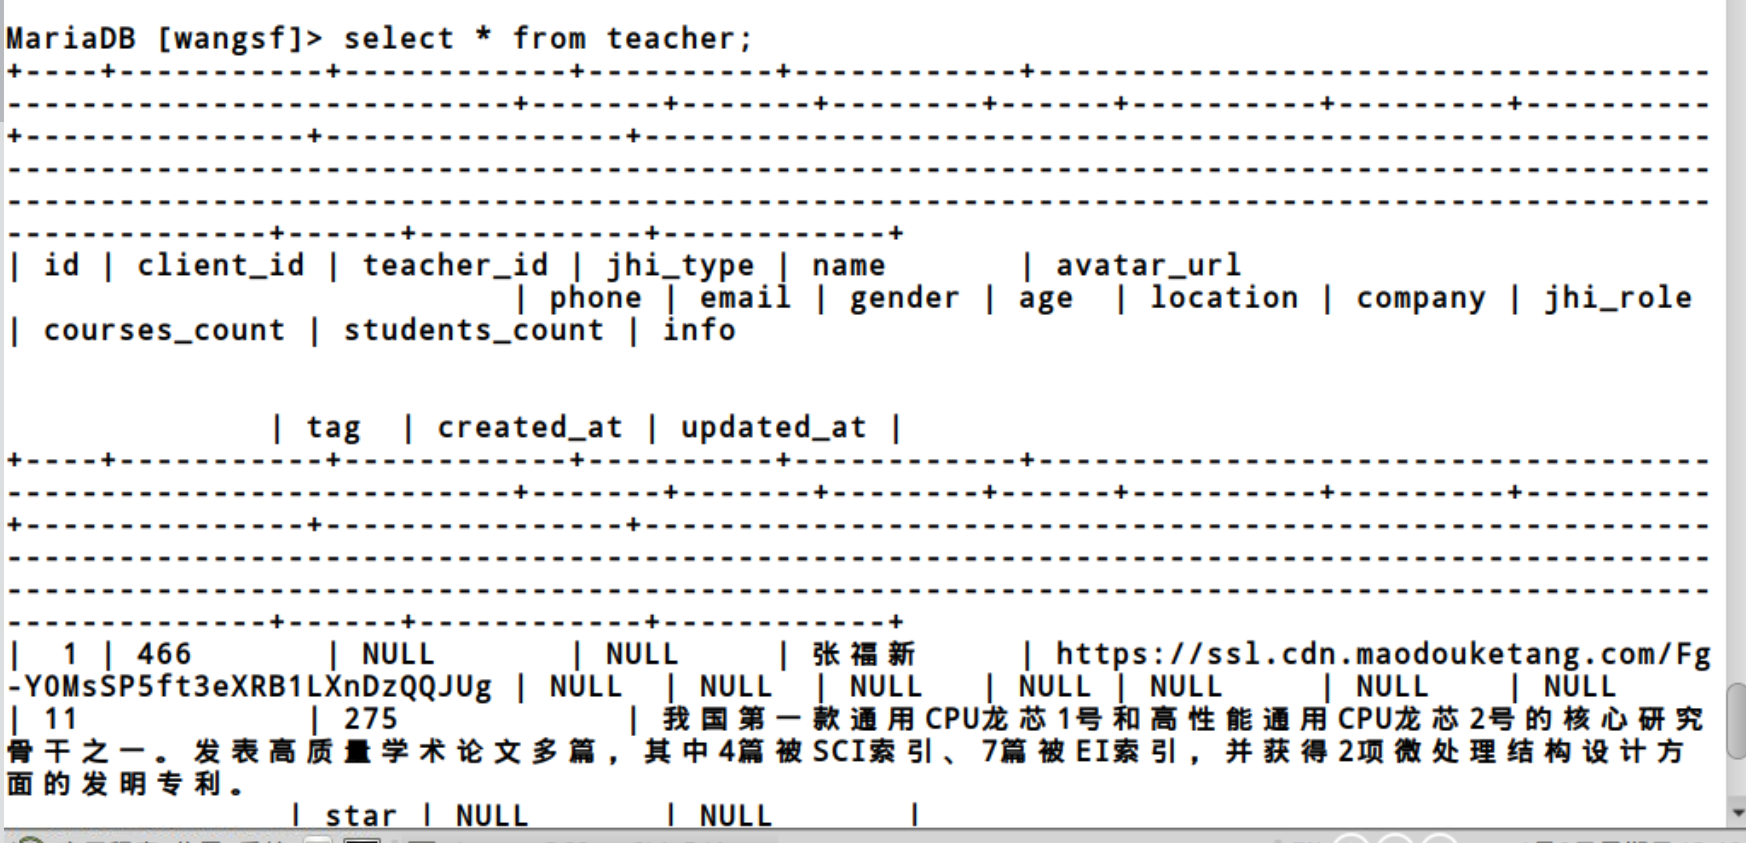 MariaDB [wangsf]> select * from teacher;
+----+-----------+------------+----------+------------+------------------------------------
---------------------------+-------+-------+--------+------+----------+---------+----------
+---------------+----------------+---------------------------------------------------------
-------------------------------------------------------------------------------------------
-------------------------------------------------------------------------------------------
--------------+------+------------+------------+
| id | client_id | teacher_id | jhi_type | name       | avatar_url
                           | phone | email | gender | age  | location | company | jhi_role
| courses_count | students_count | info
              | tag  | created_at | updated_at |
+----+-----------+------------+----------+------------+------------------------------------
---------------------------+-------+-------+--------+------+----------+---------+----------
+---------------+----------------+---------------------------------------------------------
-------------------------------------------------------------------------------------------
-------------------------------------------------------------------------------------------
--------------+------+------------+------------+
|  1 | 466       | NULL       | NULL     | 张福新     | https://ssl.cdn.maodouketang.com/Fg
-Y0MsSP5ft3eXRB1LXnDzQQJUg | NULL  | NULL  | NULL   | NULL | NULL     | NULL    | NULL
| 11            | 275            | 我国第一款通用CPU龙芯1号和高性能通用CPU龙芯2号的核心研究
骨干之一。发表高质量学术论文多篇，其中4篇被SCI索引、7篇被EI索引，并获得2项微处理结构设计方
面的发明专利。
               | star | NULL       | NULL       |